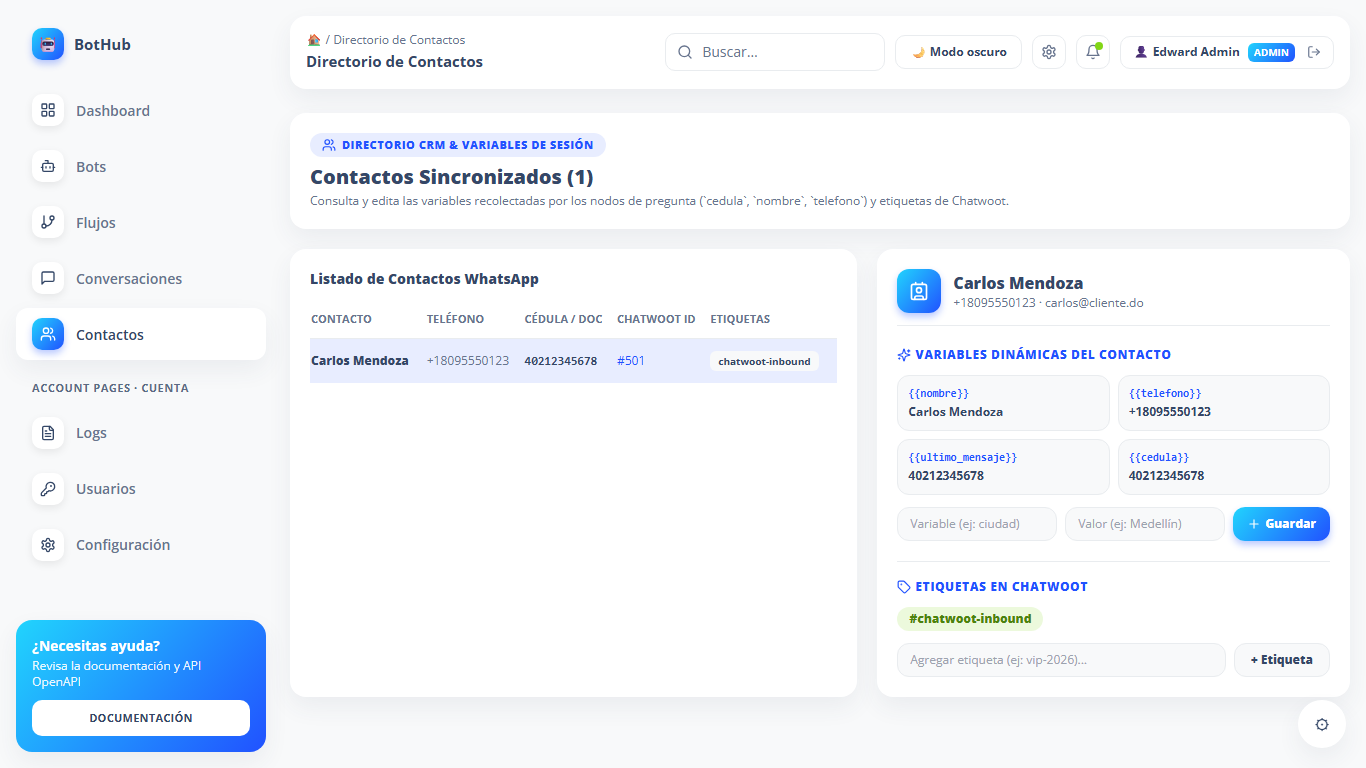 BotHub
Dashboard
Bots
Flujos
Conversaciones
Contactos
ACCOUNT PAGES · CUENTA
Logs
Usuarios
Configuración
¿Necesitas ayuda?
Revisa la documentación y API
OpenAPI
DOCUMENTACIÓN
/ Directorio de Contactos
Directorio de Contactos
Buscar...
Modo oscuro
Edward Admin ADMIN
DIRECTORIO CRM & VARIABLES DE SESIÓN
Contactos Sincronizados (1)
Consulta y edita las variables recolectadas por los nodos de pregunta (`cedula`, `nombre`, `telefono`) y etiquetas de Chatwoot.
Listado de Contactos WhatsApp
CONTACTO TELÉFONO CÉDULA / DOC CHATWOOT ID ETIQUETAS
Carlos Mendoza +18095550123 40212345678 #501 chatwoot-inbound
Carlos Mendoza
+18095550123 · carlos@cliente.do
VARIABLES DINÁMICAS DEL CONTACTO
{{nombre}}
Carlos Mendoza
{{telefono}}
+18095550123
{{ultimo_mensaje}}
40212345678
{{cedula}}
40212345678
Variable (ej: ciudad)
Valor (ej: Medellín)
+ Guardar
ETIQUETAS EN CHATWOOT
#chatwoot-inbound
Agregar etiqueta (ej: vip-2026)...
+ Etiqueta